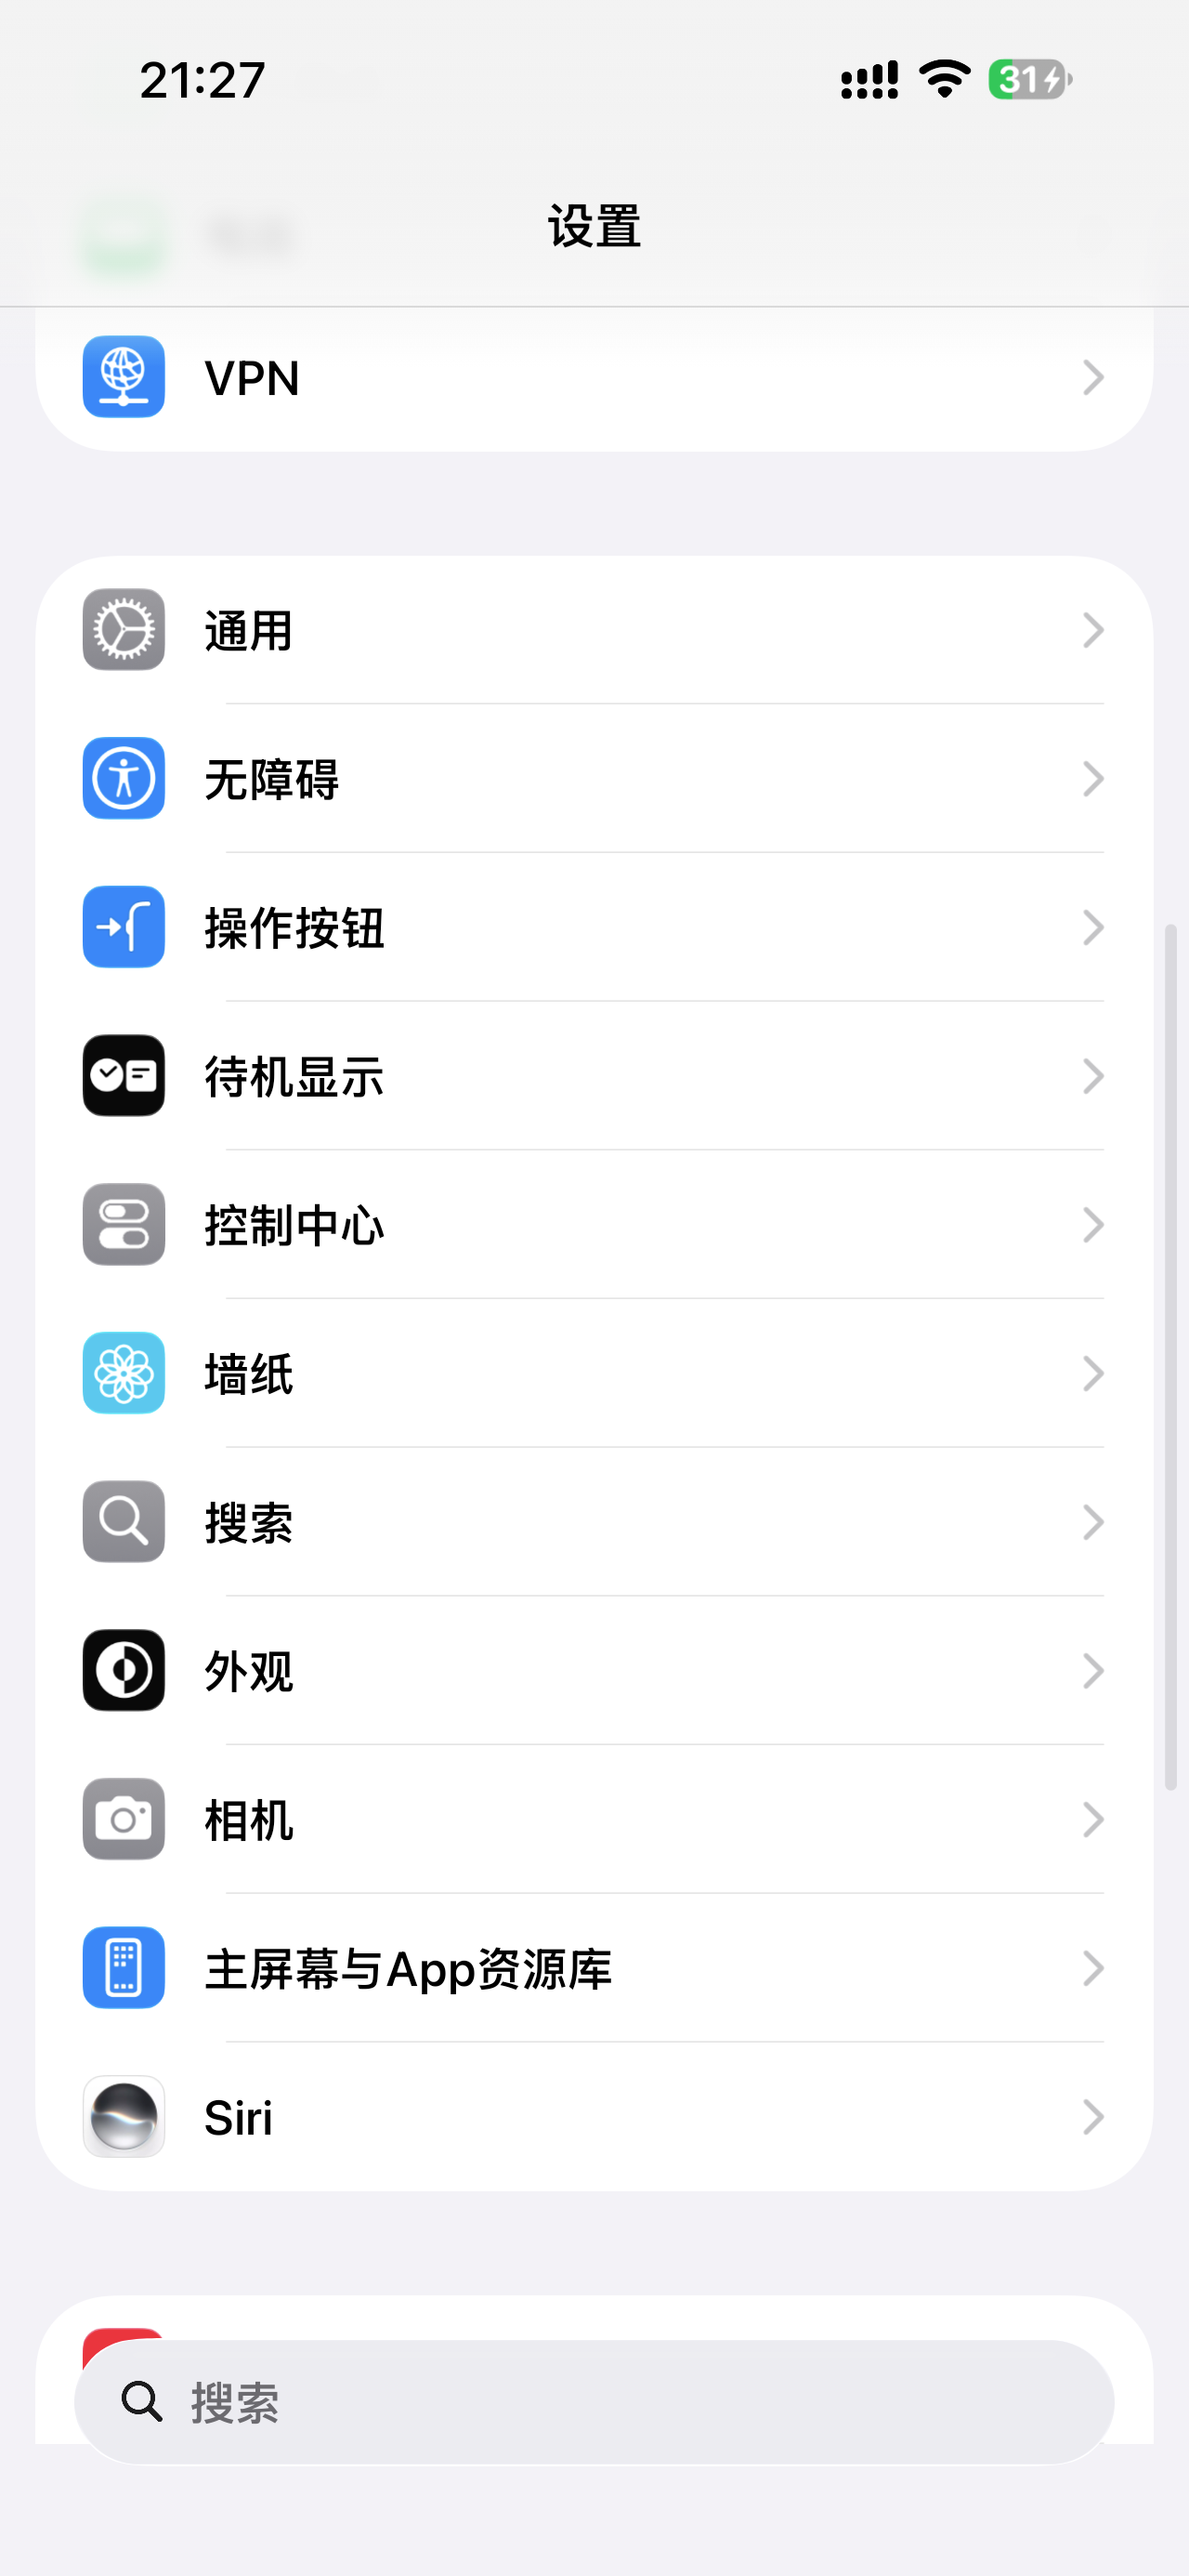 21:27
31
设置
VPN
通用
无障碍
操作按钮
待机显示
控制中心
墙纸
搜索
外观
相机
主屏幕与App资源库
Siri
搜索